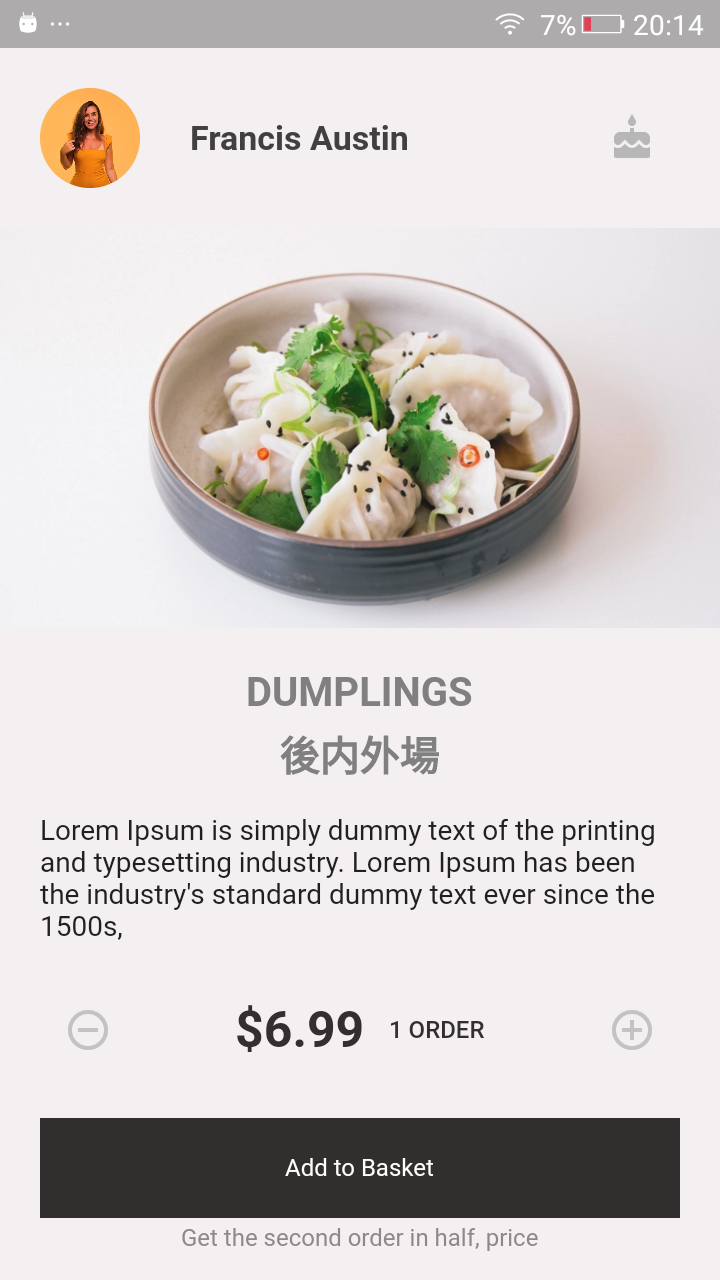 7% 20:14
Francis Austin
DUMPLINGS
後内外場
Lorem Ipsum is simply dummy text of the printing
and typesetting industry. Lorem Ipsum has been
the industry's standard dummy text ever since the
1500s,
$6.99 1 ORDER
Add to Basket
Get the second order in half, price